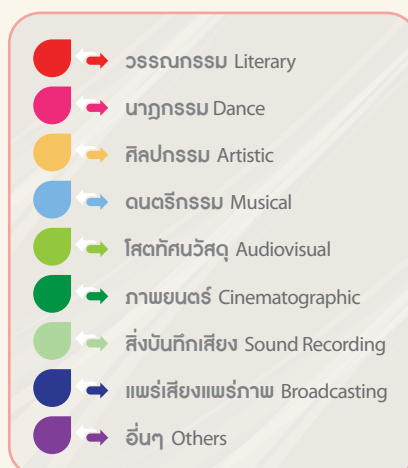 วรรณกรรม Literary
นาฏกรรม Dance
ศิลปกรรม Artistic
ดนตรีกรรม Musical
โสตทัศนวัสดุ Audiovisual
ภาพยนตร์ Cinematographic
สิ่งบันทึกเสียง Sound Recording
แพร่เสียงแพร่ภาพ Broadcasting
อื่นๆ Others